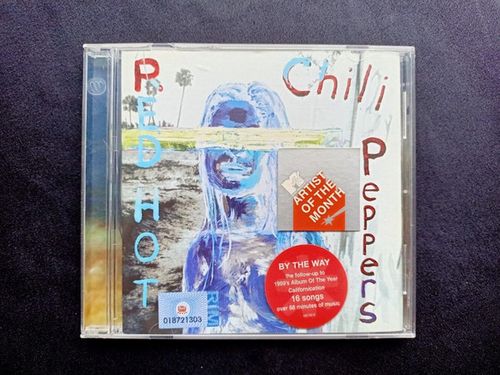 RED HOT
Chili
Peppers
ARTIST
OF THE
MONTH
BY THE WAY
the follow-up to
1999's Album Of The Year
Californication
16 songs
over 68 minutes of music
RIM
018721303